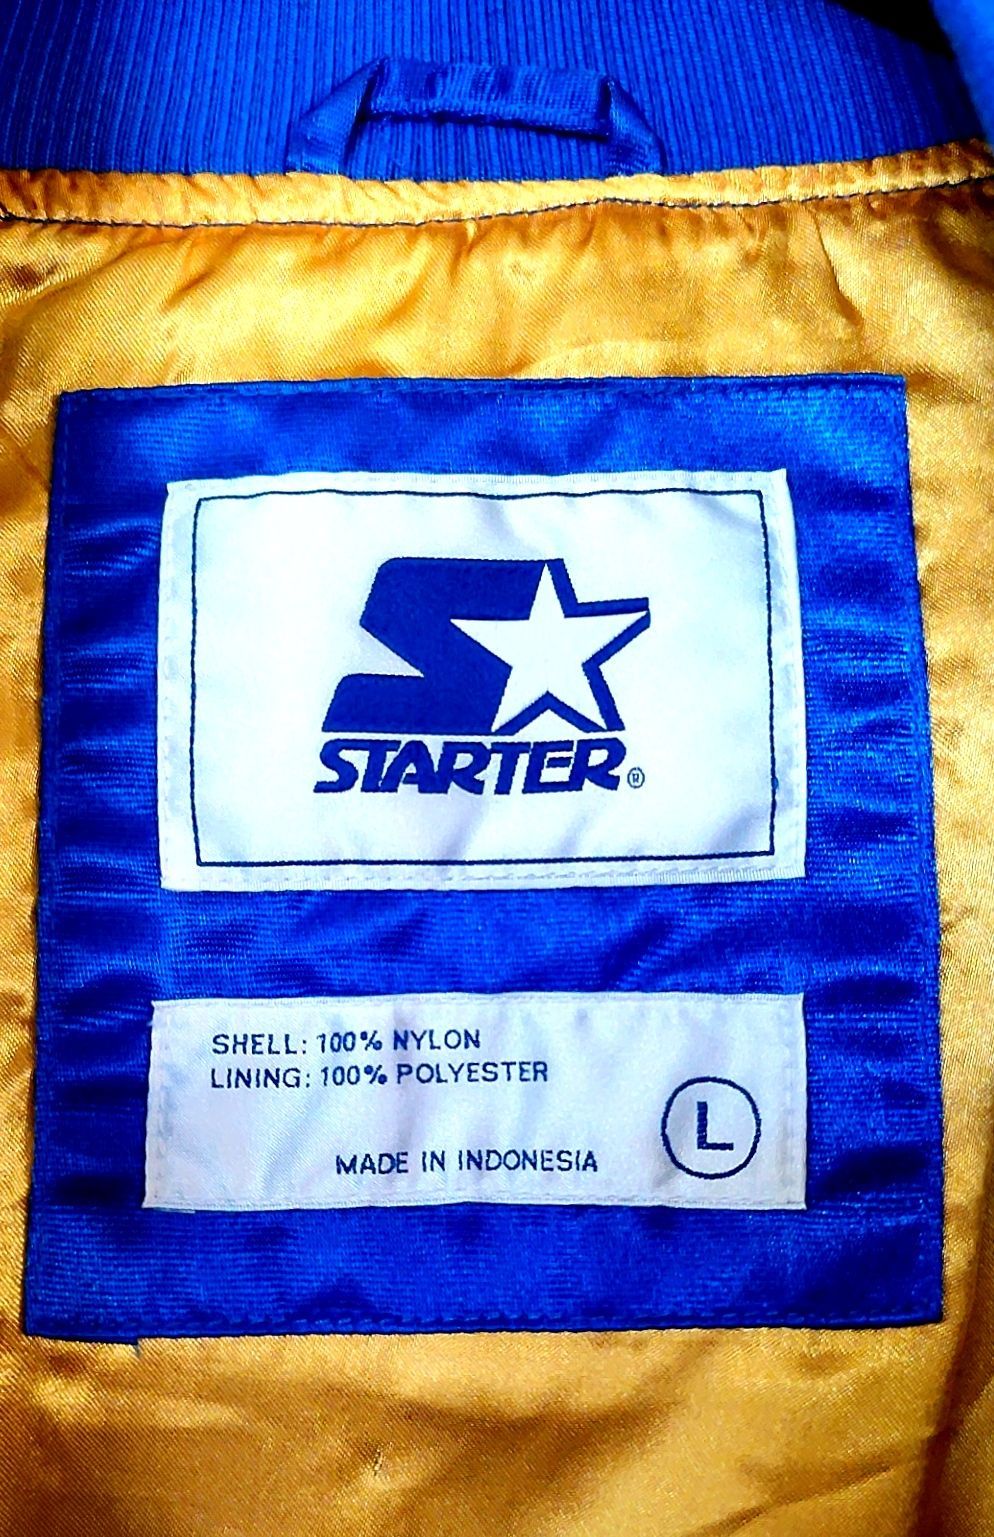 STARTER®
SHELL: 100% NYLON
LINING: 100% POLYESTER
L
MADE IN INDONESIA